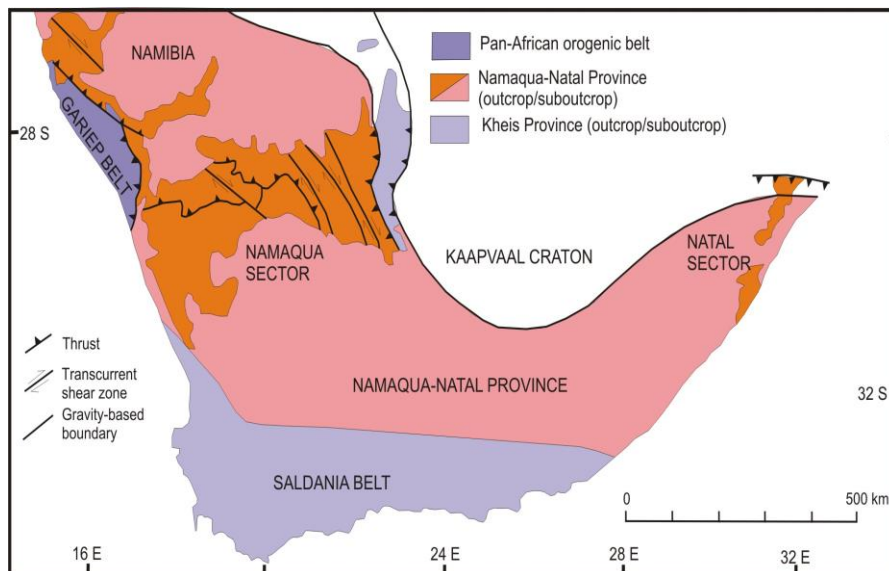 NAMIBIA
Pan-African orogenic belt
Namaqua-Natal Province
(outcrop/suboutcrop)
Kheis Province (outcrop/suboutcrop)
28 S
GARIEP BELT
NAMAQUA
SECTOR
KAAPVAAL CRATON
NATAL
SECTOR
Thrust
Transcurrent
shear zone
Gravity-based
boundary
NAMAQUA-NATAL PROVINCE
32 S
SALDANIA BELT
0
500 km
16 E
24 E
28 E
32 E